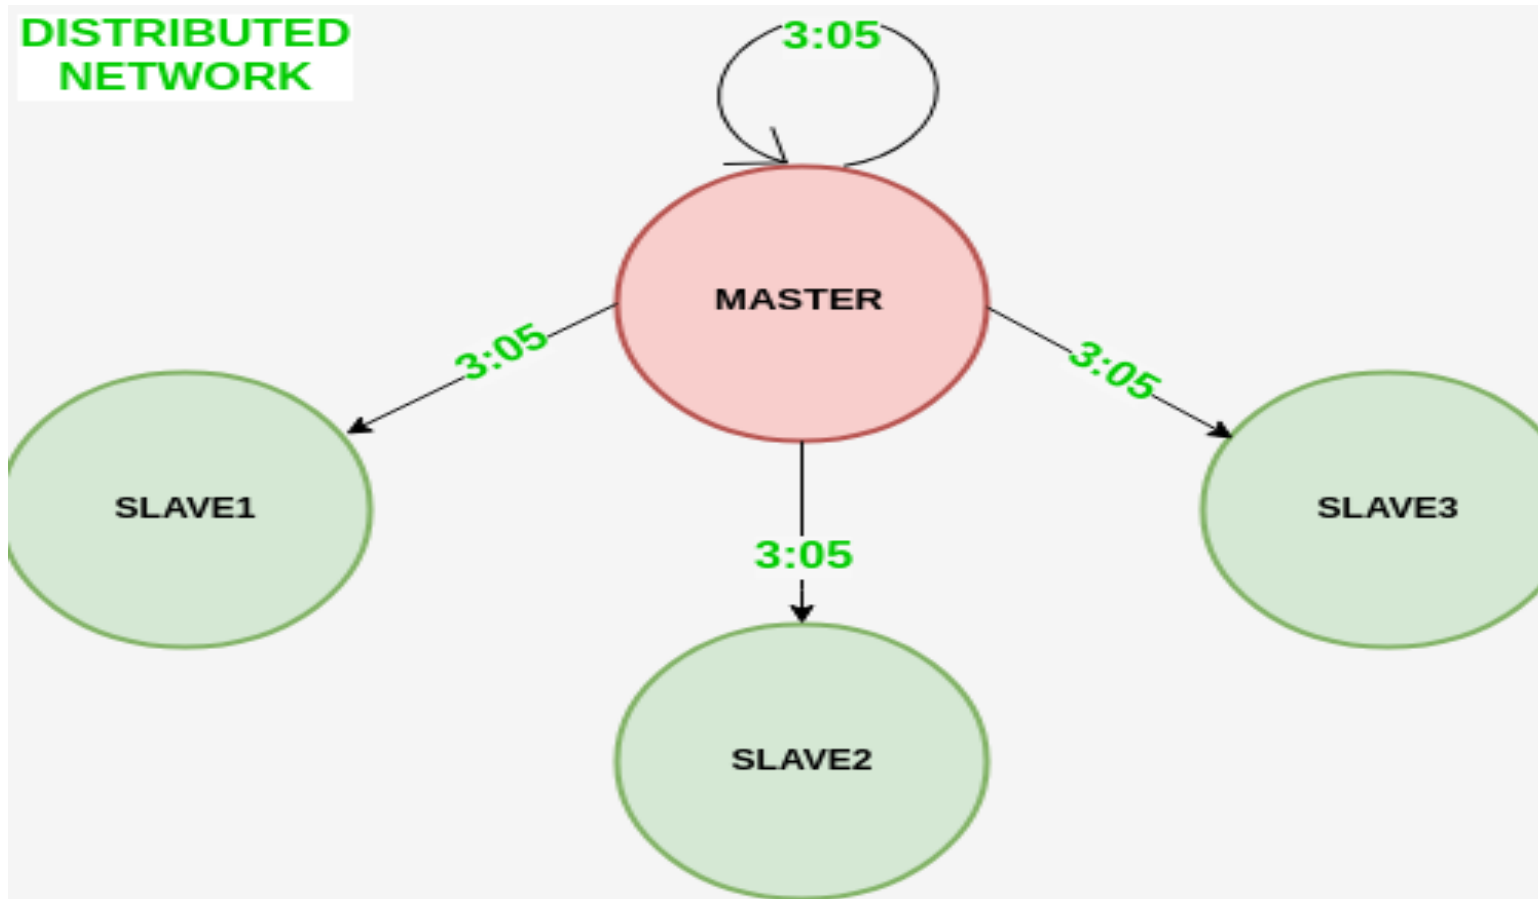 DISTRIBUTED
NETWORK
3:05
MASTER
3:05
3:05
SLAVE1
SLAVE3
3:05
SLAVE2